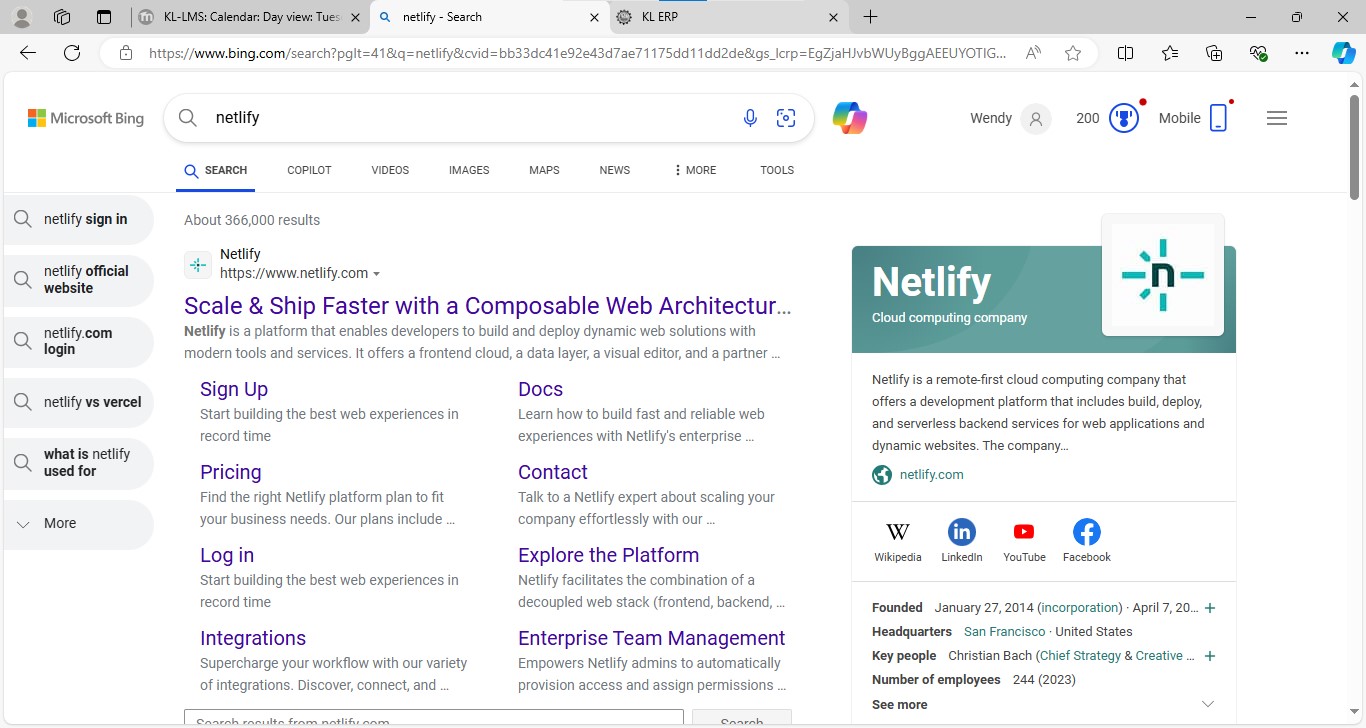 KL-LMS: Calendar: Day view: Tues
netlify - Search
KL ERP
https://www.bing.com/search?pglt=41&q=netlify&cvid=bb33dc41e92e43d7ae71175dd11dd2de&gs_lcrp=EgZjaHJvbWUyBggAEEUYOTIG...
Microsoft Bing
netlify
Wendy
200
Mobile
SEARCH
COPILOT
VIDEOS
IMAGES
MAPS
NEWS
MORE
TOOLS
netlify sign in
netlify official
website
netlify.com
login
netlify vs vercel
what is netlify
used for
More
About 366,000 results
Netlify
https://www.netlify.com
Scale & Ship Faster with a Composable Web Architectur...
Netlify is a platform that enables developers to build and deploy dynamic web solutions with
modern tools and services. It offers a frontend cloud, a data layer, a visual editor, and a partner ...
Sign Up
Start building the best web experiences in
record time
Docs
Learn how to build fast and reliable web
experiences with Netlify's enterprise ...
Pricing
Find the right Netlify platform plan to fit
your business needs. Our plans include ...
Contact
Talk to a Netlify expert about scaling your
company effortlessly with our ...
Log in
Start building the best web experiences in
record time
Explore the Platform
Netlify facilitates the combination of a
decoupled web stack (frontend, backend, ...
Integrations
Supercharge your workflow with our variety
of integrations. Discover, connect, and ...
Enterprise Team Management
Empowers Netlify admins to automatically
provision access and assign permissions ...
Search results from netlify.com
Search
Netlify
Cloud computing company
n
Netlify is a remote-first cloud computing company that
offers a development platform that includes build, deploy,
and serverless backend services for web applications and
dynamic websites. The company...
netlify.com
W
in
Wikipedia
LinkedIn
YouTube
Facebook
Founded January 27, 2014 (incorporation) · April 7, 20... +
Headquarters San Francisco · United States
Key people Christian Bach (Chief Strategy & Creative ... +
Number of employees 244 (2023)
See more